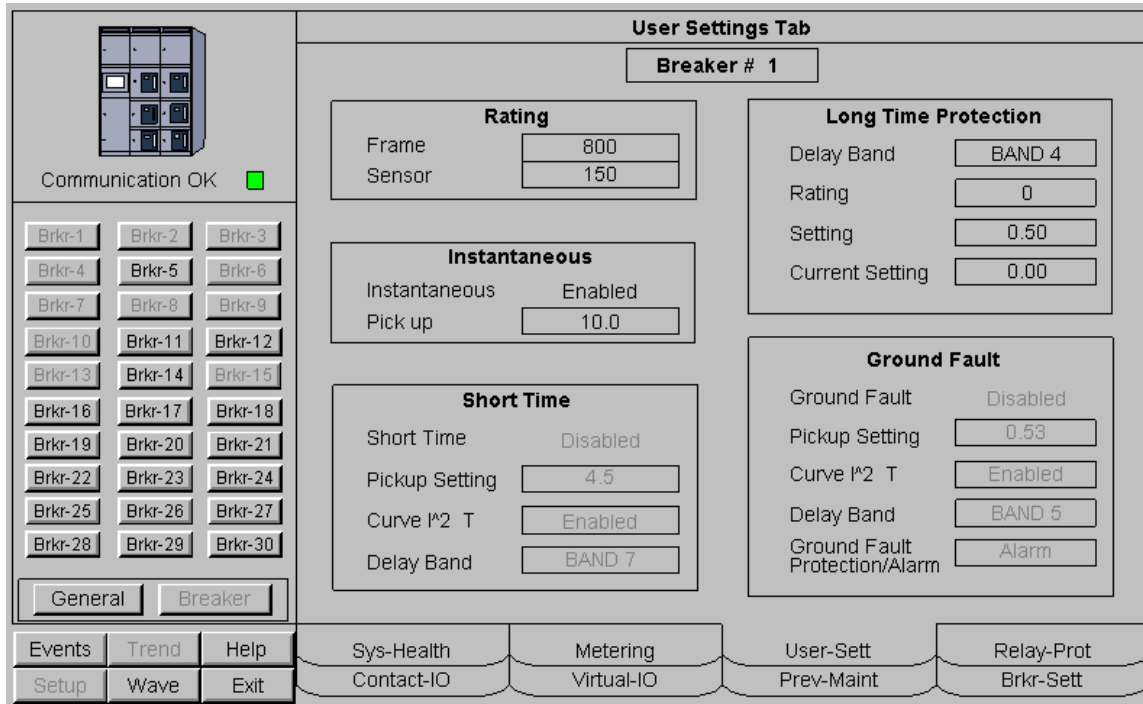 User Settings Tab
Breaker # 1
Communication OK
Brkr-1 Brkr-2 Brkr-3
Brkr-4 Brkr-5 Brkr-6
Brkr-7 Brkr-8 Brkr-9
Brkr-10 Brkr-11 Brkr-12
Brkr-13 Brkr-14 Brkr-15
Brkr-16 Brkr-17 Brkr-18
Brkr-19 Brkr-20 Brkr-21
Brkr-22 Brkr-23 Brkr-24
Brkr-25 Brkr-26 Brkr-27
Brkr-28 Brkr-29 Brkr-30
General Breaker
Events Trend Help
Setup Wave Exit
Rating
Frame 800
Sensor 150
Instantaneous
Instantaneous Enabled
Pick up 10.0
Short Time
Short Time Disabled
Pickup Setting 4.5
Curve I^2 T Enabled
Delay Band BAND 7
Long Time Protection
Delay Band BAND 4
Rating 0
Setting 0.50
Current Setting 0.00
Ground Fault
Ground Fault Disabled
Pickup Setting 0.53
Curve I^2 T Enabled
Delay Band BAND 5
Ground Fault
Protection/Alarm Alarm
Sys-Health Metering User-Sett Relay-Prot
Contact-IO Virtual-IO Prev-Maint Brkr-Sett